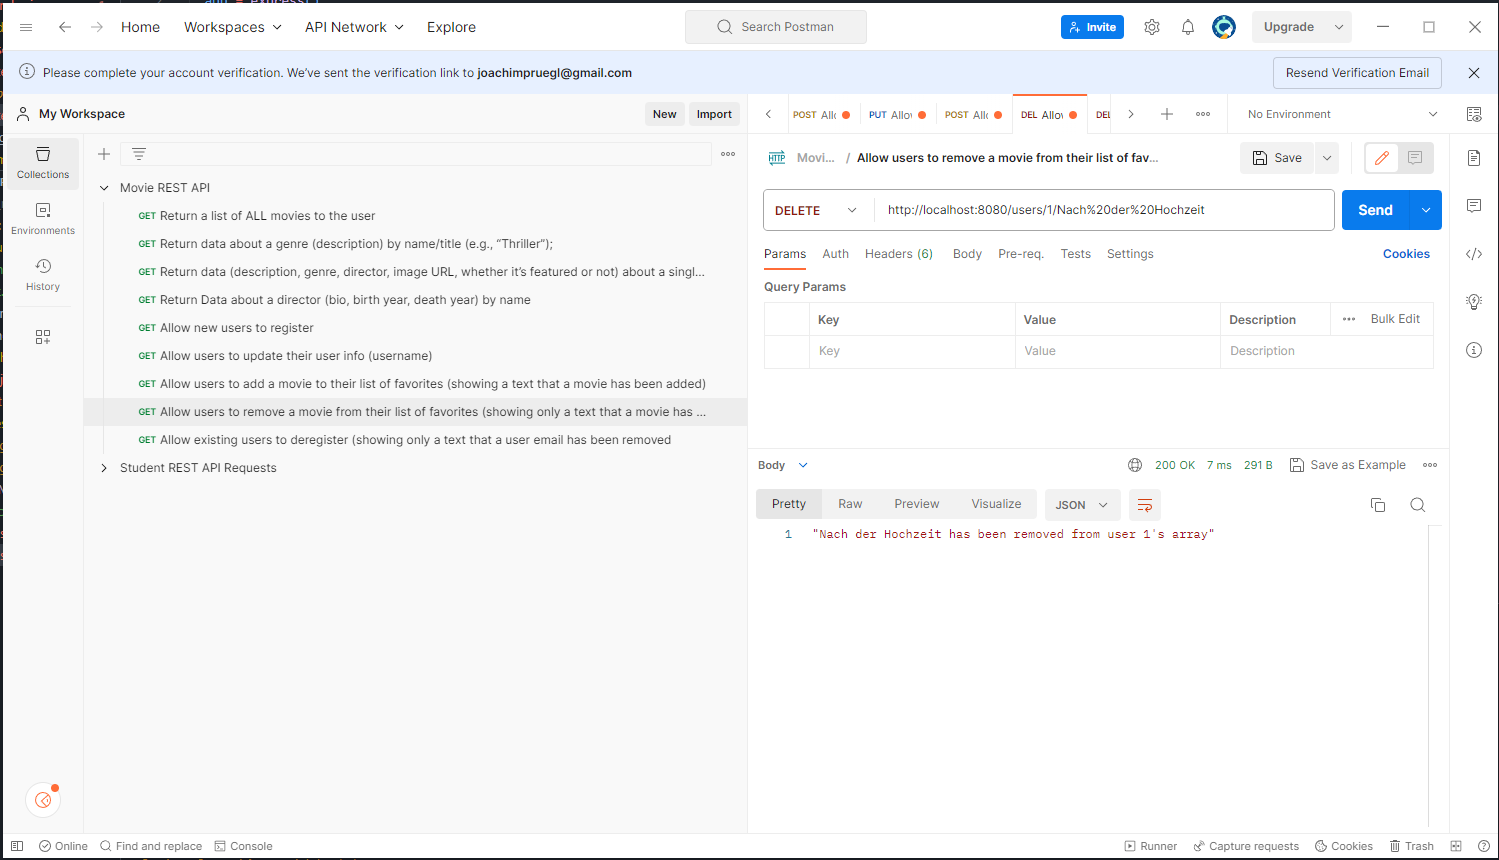 Home Workspaces API Network Explore Search Postman Invite Upgrade
Please complete your account verification. We've sent the verification link to joachimpruegl@gmail.com Resend Verification Email
My Workspace New Import
Collections
Environments
History
Movie REST API
GET Return a list of ALL movies to the user
GET Return data about a genre (description) by name/title (e.g., “Thriller”);
GET Return data (description, genre, director, image URL, whether it’s featured or not) about a singl...
GET Return Data about a director (bio, birth year, death year) by name
GET Allow new users to register
GET Allow users to update their user info (username)
GET Allow users to add a movie to their list of favorites (showing a text that a movie has been added)
GET Allow users to remove a movie from their list of favorites (showing only a text that a movie has ...
GET Allow existing users to deregister (showing only a text that a user email has been removed
Student REST API Requests
POST PUT POST DEL No Environment
HTTP Movi... / Allow users to remove a movie from their list of fav... Save
DELETE http://localhost:8080/users/1/Nach%20der%20Hochzeit Send
Params Auth Headers (6) Body Pre-req. Tests Settings Cookies
Query Params
Key Value Description Bulk Edit
Key Value Description
Body 200 OK 7 ms 291 B Save as Example
Pretty Raw Preview Visualize JSON
1 "Nach der Hochzeit has been removed from user 1's array"
Online Find and replace Console Runner Capture requests Cookies Trash